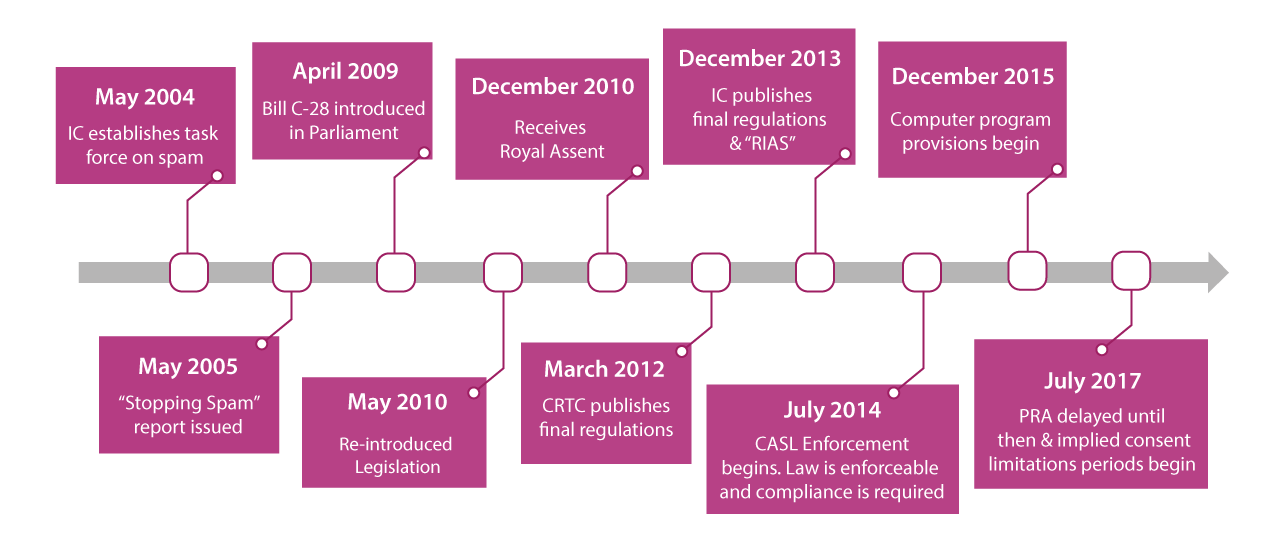 May 2004
IC establishes task
force on spam
May 2005
“Stopping Spam”
report issued
April 2009
Bill C-28 introduced
in Parliament
May 2010
Re-introduced
Legislation
December 2010
Receives
Royal Assent
March 2012
CRTC publishes
final regulations
December 2013
IC publishes
final regulations
& “RIAS”
July 2014
CASL Enforcement
begins. Law is enforceable
and compliance is required
December 2015
Computer program
provisions begin
July 2017
PRA delayed until
then & implied consent
limitations periods begin